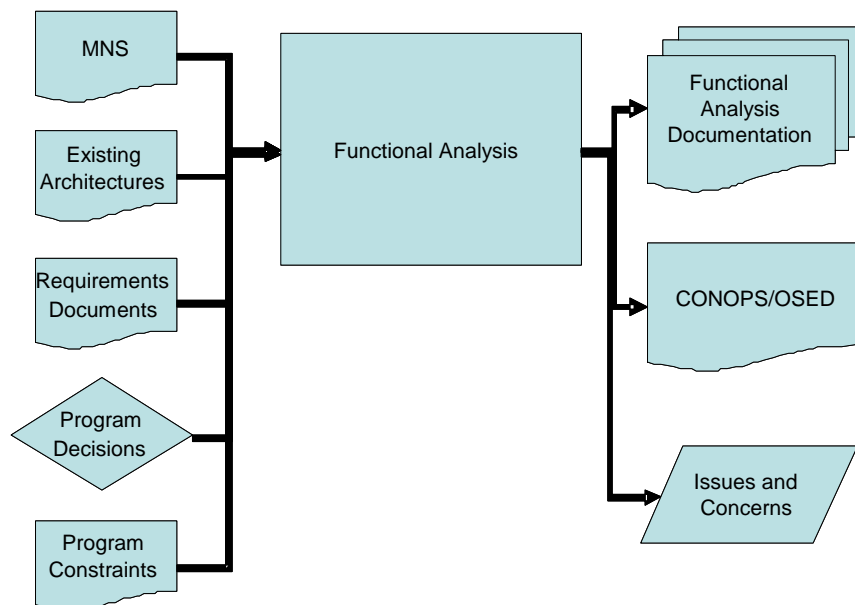 MNS
Existing
Architectures
Requirements
Documents
Program
Decisions
Program
Constraints
Functional Analysis
Functional
Analysis
Documentation
CONOPS/OSED
Issues and
Concerns